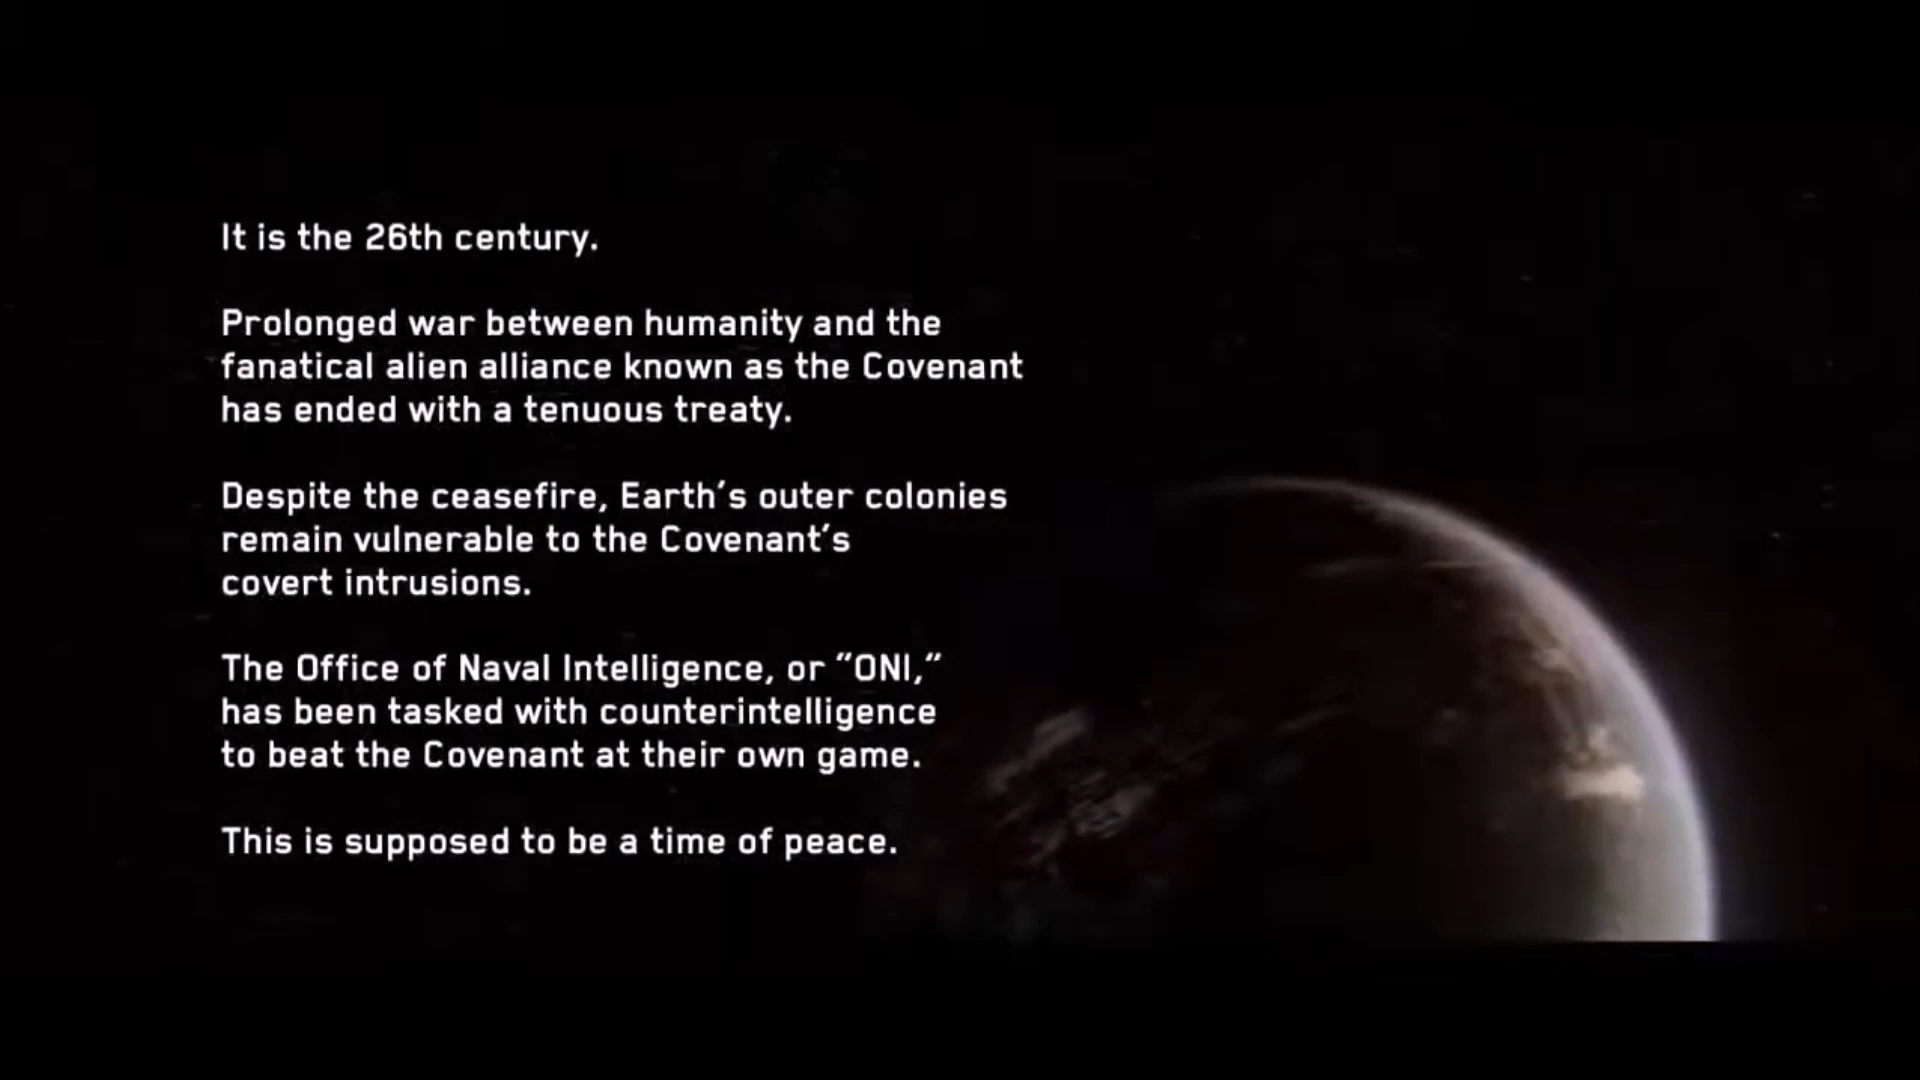 It is the 26th century.
Prolonged war between humanity and the
fanatical alien alliance known as the Covenant
has ended with a tenuous treaty.
Despite the ceasefire, Earth’s outer colonies
remain vulnerable to the Covenant’s
covert intrusions.
The Office of Naval Intelligence, or “ONI,”
has been tasked with counterintelligence
to beat the Covenant at their own game.
This is supposed to be a time of peace.